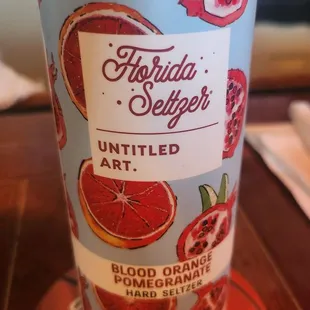 Florida
Seltzer
UNTITLED
ART.
BLOOD ORANGE
POMEGRANATE
HARD SELTZER